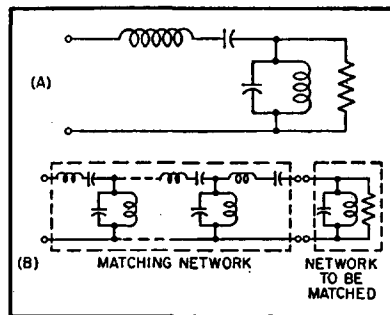 (A)
(B)
MATCHING NETWORK
NETWORK
TO BE
MATCHED